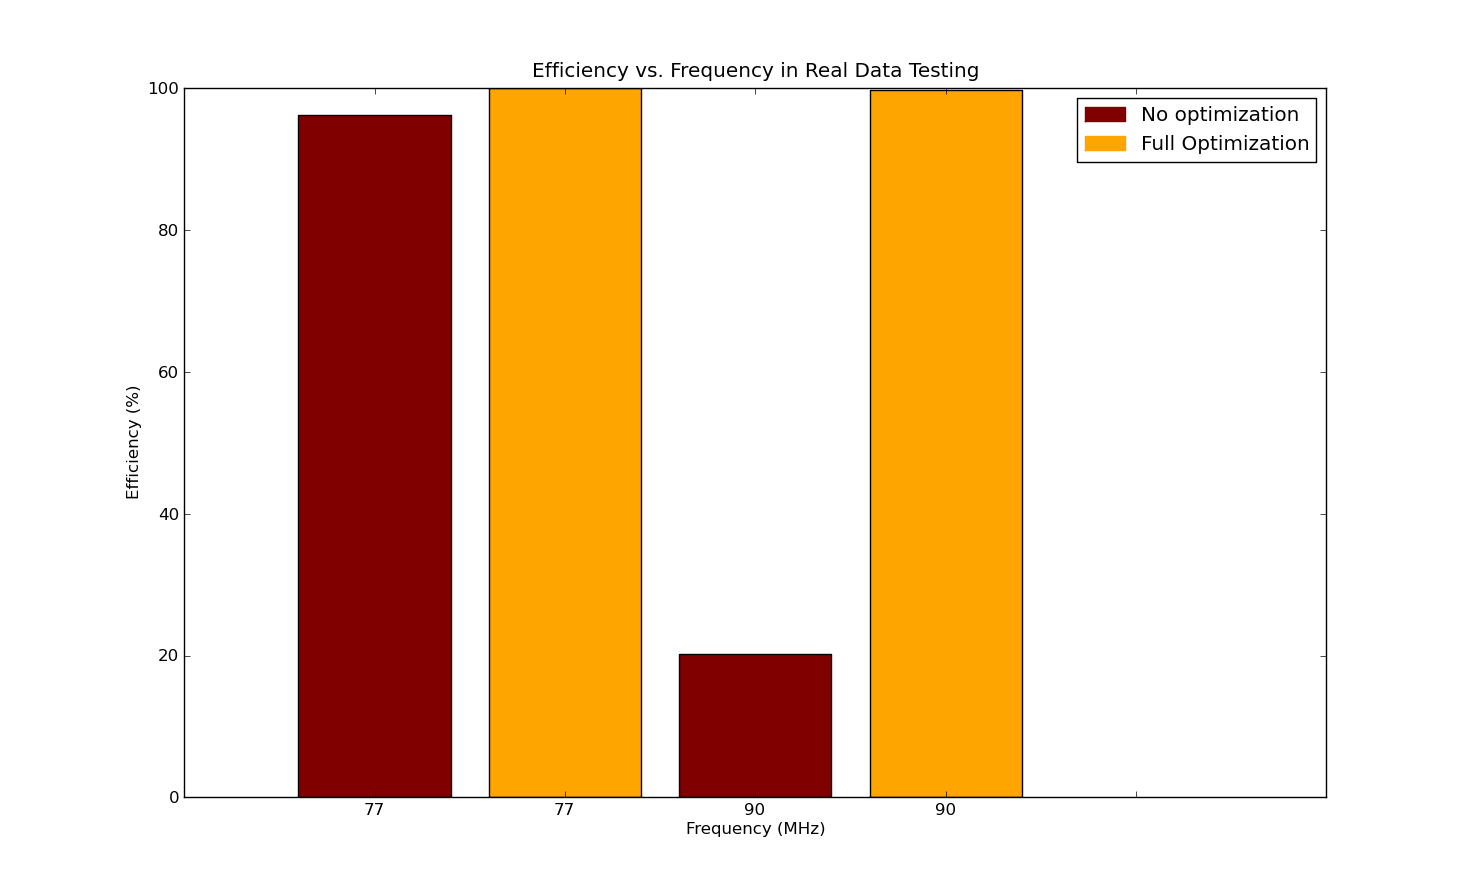 Efficiency vs. Frequency in Real Data Testing
100
80
60
40
20
0
Efficiency (%)
No optimization
Full Optimization
77 77 90 90
Frequency (MHz)